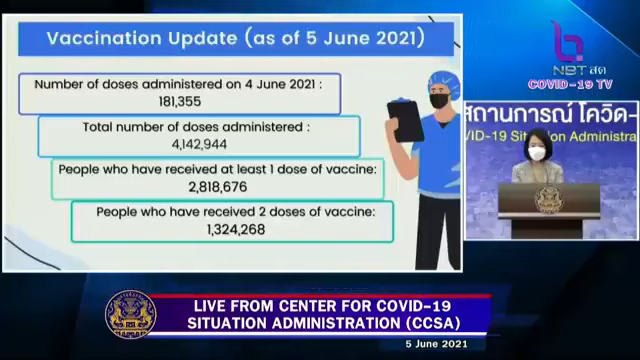 Vaccination Update (as of 5 June 2021)
Number of doses administered on 4 June 2021 :
181,355
Total number of doses administered :
4,142,944
People who have received at least 1 dose of vaccine:
2,818,676
People who have received 2 doses of vaccine:
1,324,268
NBT สด
COVID-19 TV
สถานการณ์ โควิด-
VID-19 Situation Administra
LIVE FROM CENTER FOR COVID-19
SITUATION ADMINISTRATION (CCSA)
5 June 2021